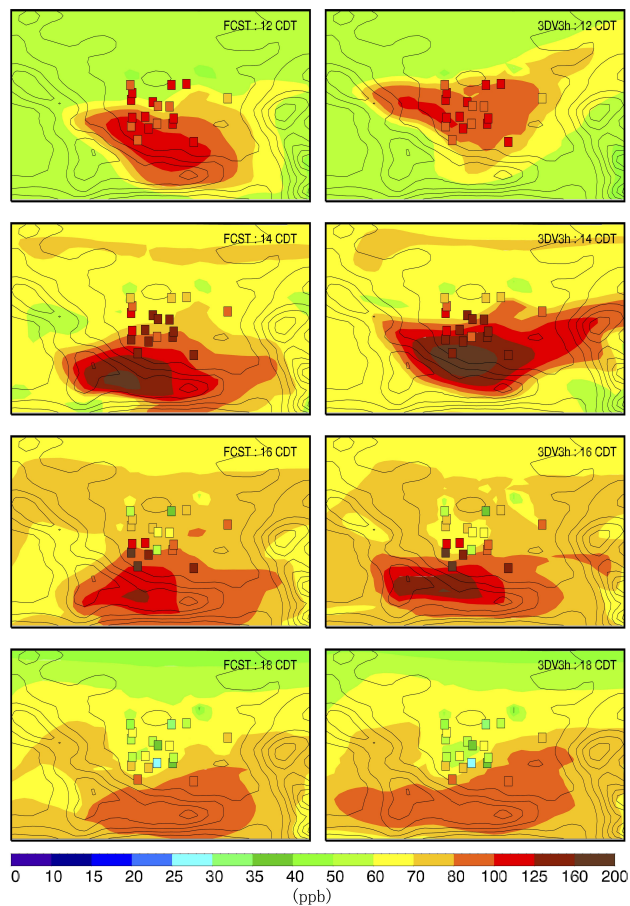 FCST : 12 CDT
3DV3h : 12 CDT
FCST : 14 CDT
3DV3h : 14 CDT
FCST : 16 CDT
3DV3h : 16 CDT
FCST : 18 CDT
3DV3h : 18 CDT
0 10 15 20 25 30 35 40 50 60 70 80 100 125 160 200
(ppb)